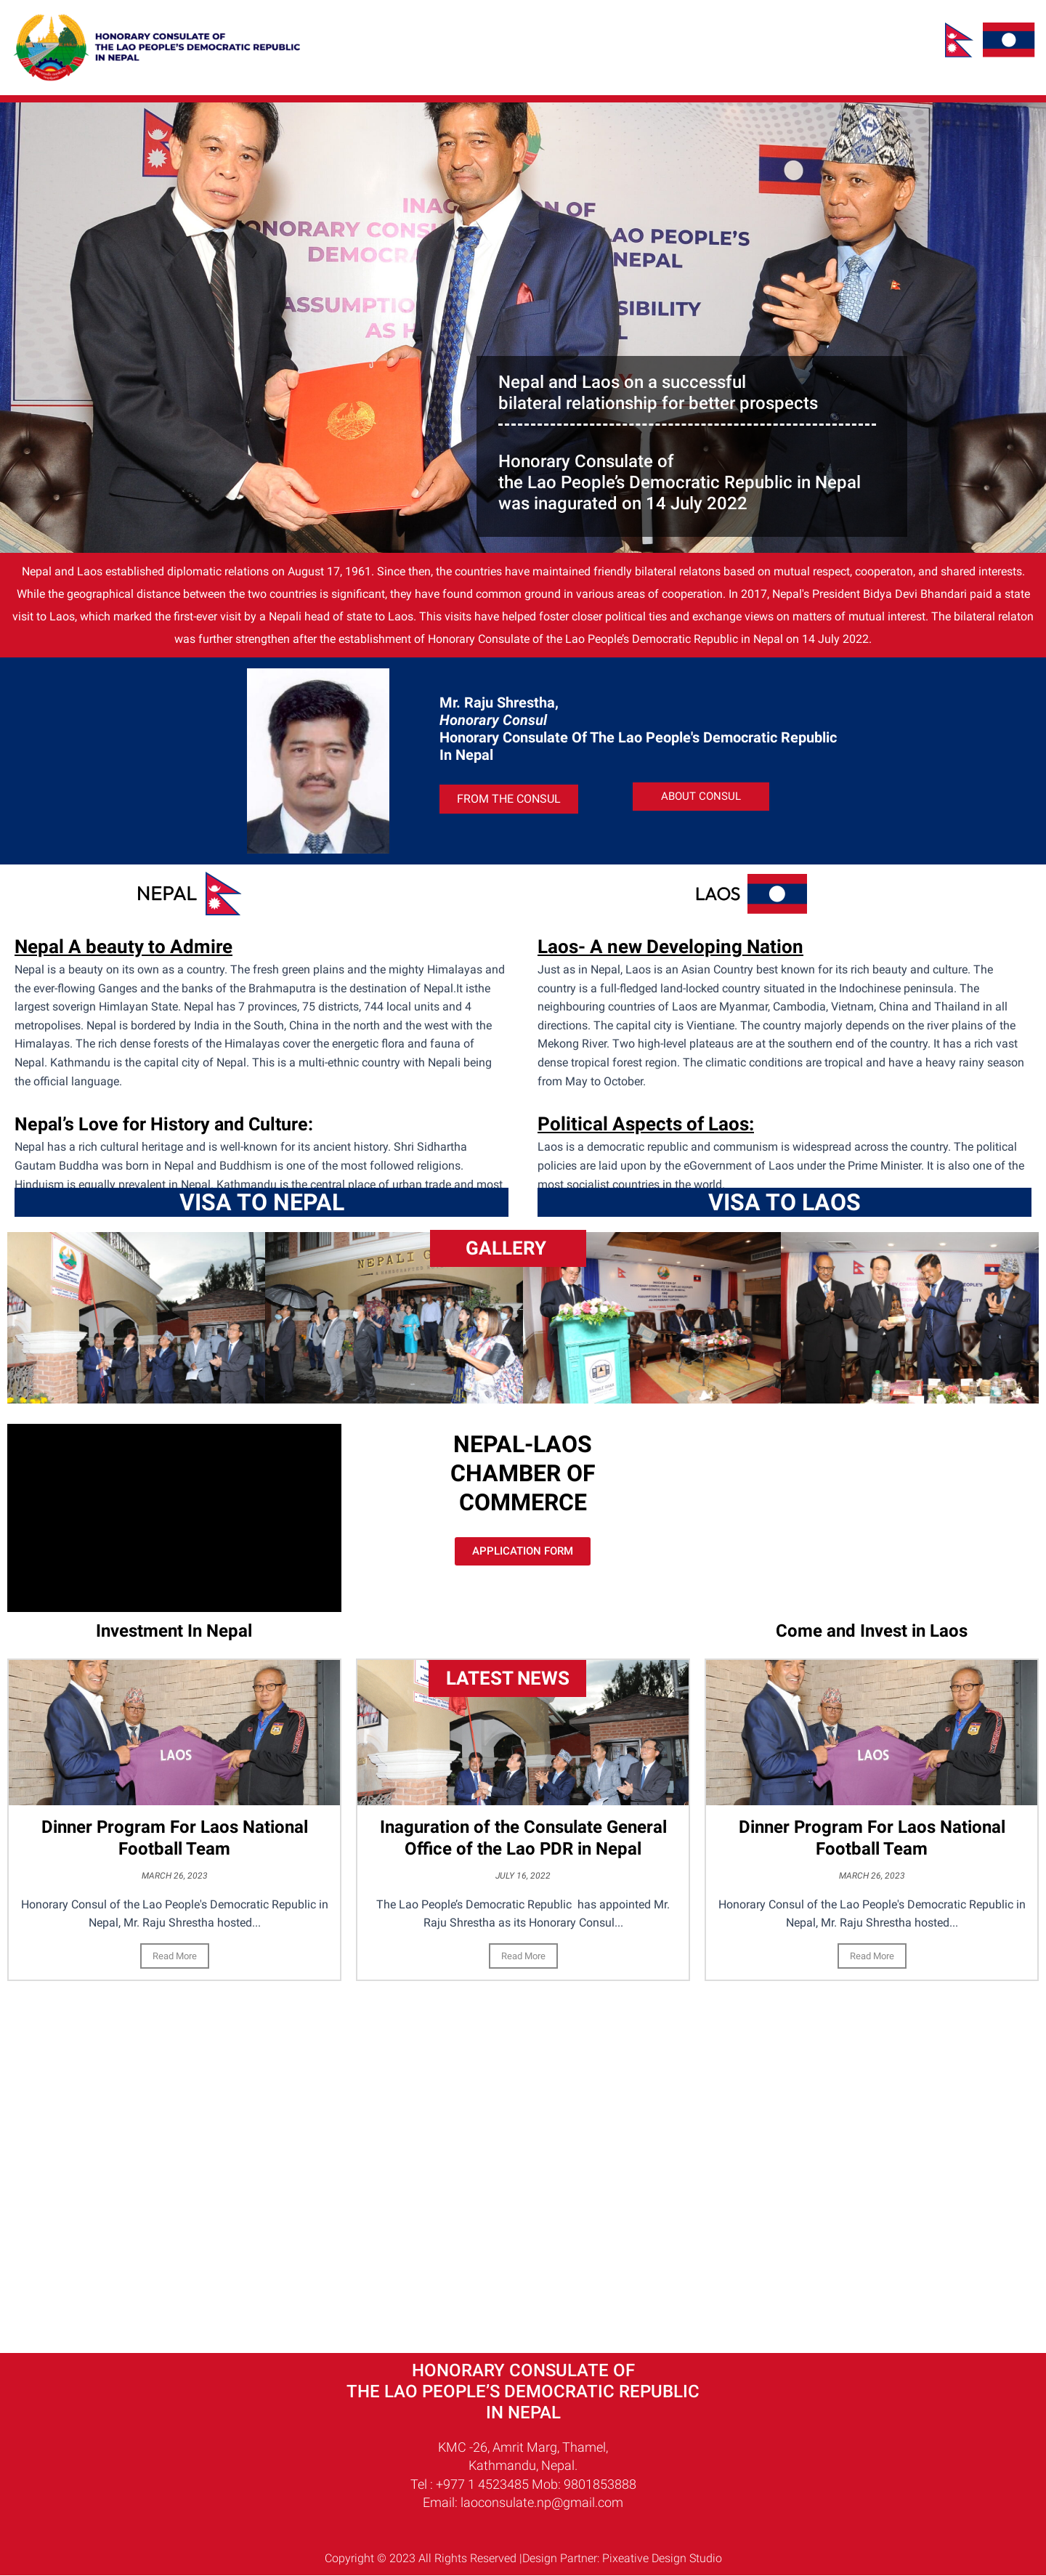 HONORARY CONSULATE OF
THE LAO PEOPLE'S DEMOCRATIC REPUBLIC
IN NEPAL
INAG ON OF
ONORARY CONS LAO PEOPLE'S
DEMOCRA NEPAL
ASSUMPTIO SIBILITY
AS H L
Nepal and Laos on a successful
bilateral relationship for better prospects
Honorary Consulate of
the Lao People's Democratic Republic in Nepal
was inagurated on 14 July 2022
Nepal and Laos established diplomatic relations on August 17, 1961. Since then, the countries have maintained friendly bilateral relatons based on mutual respect, cooperaton, and shared interests.
While the geographical distance between the two countries is significant, they have found common ground in various areas of cooperation. In 2017, Nepal's President Bidya Devi Bhandari paid a state
visit to Laos, which marked the first-ever visit by a Nepali head of state to Laos. This visits have helped foster closer political ties and exchange views on matters of mutual interest. The bilateral relaton
was further strengthen after the establishment of Honorary Consulate of the Lao People's Democratic Republic in Nepal on 14 July 2022.
Mr. Raju Shrestha,
Honorary Consul
Honorary Consulate Of The Lao People's Democratic Republic
In Nepal
FROM THE CONSUL
ABOUT CONSUL
NEPAL
Nepal A beauty to Admire
Nepal is a beauty on its own as a country. The fresh green plains and the mighty Himalayas and
the ever-flowing Ganges and the banks of the Brahmaputra is the destination of Nepal.It isthe
largest soverign Himlayan State. Nepal has 7 provinces, 75 districts, 744 local units and 4
metropolises. Nepal is bordered by India in the South, China in the north and the west with the
Himalayas. The rich dense forests of the Himalayas cover the energetic flora and fauna of
Nepal. Kathmandu is the capital city of Nepal. This is a multi-ethnic country with Nepali being
the official language.
Nepal's Love for History and Culture:
Nepal has a rich cultural heritage and is well-known for its ancient history. Shri Sidhartha
Gautam Buddha was born in Nepal and Buddhism is one of the most followed religions.
Hinduism is equally prevalent in Nepal. Kathmandu is the central place of urban trade and most
VISA TO NEPAL
LAOS
Laos- A new Developing Nation
Just as in Nepal, Laos is an Asian Country best known for its rich beauty and culture. The
country is a full-fledged land-locked country situated in the Indochinese peninsula. The
neighbouring countries of Laos are Myanmar, Cambodia, Vietnam, China and Thailand in all
directions. The capital city is Vientiane. The country majorly depends on the river plains of the
Mekong River. Two high-level plateaus are at the southern end of the country. It has a rich vast
dense tropical forest region. The climatic conditions are tropical and have a heavy rainy season
from May to October.
Political Aspects of Laos:
Laos is a democratic republic and communism is widespread across the country. The political
policies are laid upon by the eGovernment of Laos under the Prime Minister. It is also one of the
most socialist countries in the world.
VISA TO LAOS
GALLERY
NEPALI
NEPAL-LAOS
CHAMBER OF
COMMERCE
APPLICATION FORM
Investment In Nepal
Come and Invest in Laos
LATEST NEWS
LAOS
Dinner Program For Laos National
Football Team
MARCH 26, 2023
Honorary Consul of the Lao People's Democratic Republic in
Nepal, Mr. Raju Shrestha hosted...
Read More
Inaguration of the Consulate General
Office of the Lao PDR in Nepal
JULY 16, 2022
The Lao People's Democratic Republic  has appointed Mr.
Raju Shrestha as its Honorary Consul...
Read More
LAOS
Dinner Program For Laos National
Football Team
MARCH 26, 2023
Honorary Consul of the Lao People's Democratic Republic in
Nepal, Mr. Raju Shrestha hosted...
Read More
HONORARY CONSULATE OF
THE LAO PEOPLE'S DEMOCRATIC REPUBLIC
IN NEPAL
KMC -26, Amrit Marg, Thamel,
Kathmandu, Nepal.
Tel : +977 1 4523485 Mob: 9801853888
Email: laoconsulate.np@gmail.com
Copyright © 2023 All Rights Reserved |Design Partner: Pixeative Design Studio